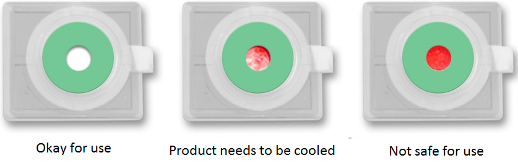 Okay for use
Product needs to be cooled
Not safe for use